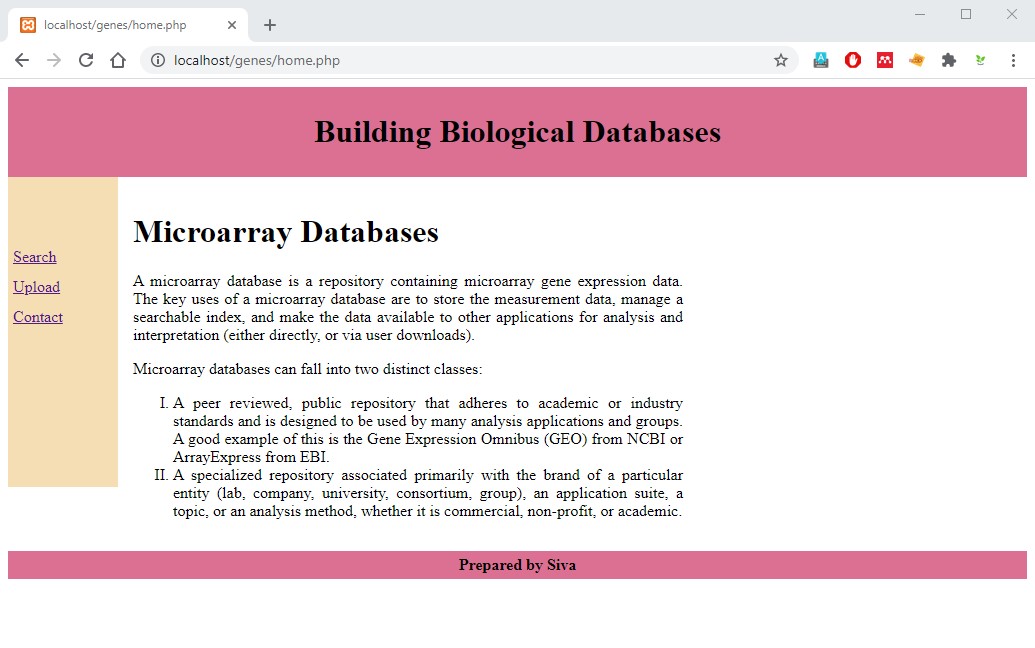 localhost/genes/home.php
localhost/genes/home.php
Building Biological Databases
Search
Upload
Contact
Microarray Databases
A microarray database is a repository containing microarray gene expression data.
The key uses of a microarray database are to store the measurement data, manage a
searchable index, and make the data available to other applications for analysis and
interpretation (either directly, or via user downloads).
Microarray databases can fall into two distinct classes:
I. A peer reviewed, public repository that adheres to academic or industry
standards and is designed to be used by many analysis applications and groups.
A good example of this is the Gene Expression Omnibus (GEO) from NCBI or
ArrayExpress from EBI.
II. A specialized repository associated primarily with the brand of a particular
entity (lab, company, university, consortium, group), an application suite, a
topic, or an analysis method, whether it is commercial, non-profit, or academic.
Prepared by Siva